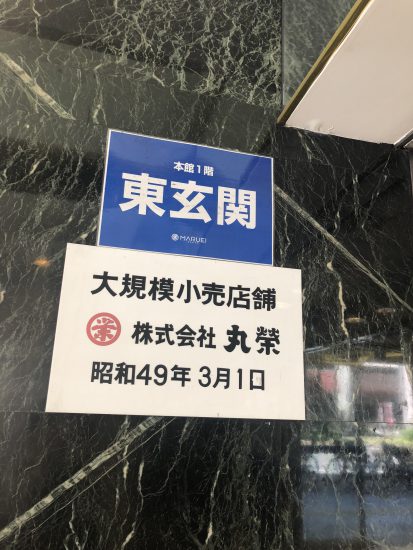 本館1階
東玄関
MARUEI
大規模小売店舗
栄 株式会社 丸榮
昭和49年3月1日